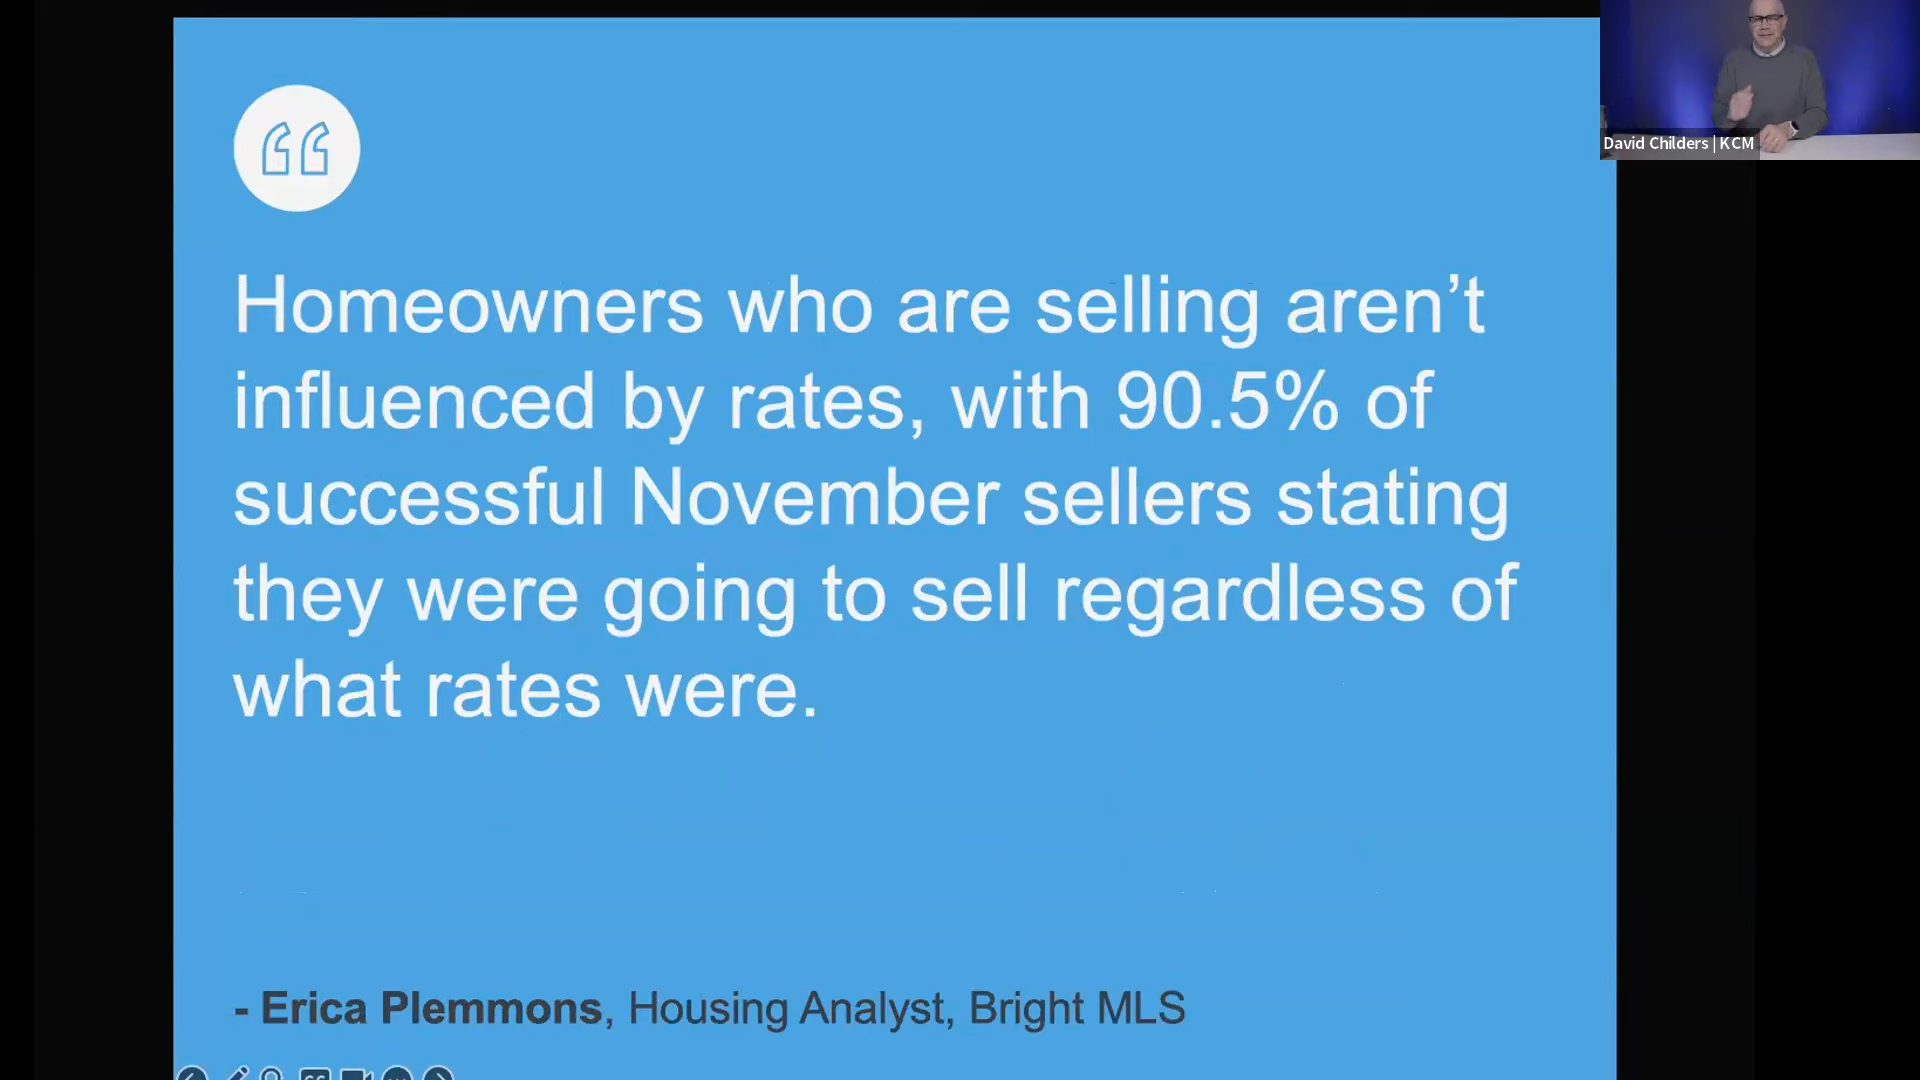 David Childers | KCM
Homeowners who are selling aren’t
influenced by rates, with 90.5% of
successful November sellers stating
they were going to sell regardless of
what rates were.
- Erica Plemmons, Housing Analyst, Bright MLS